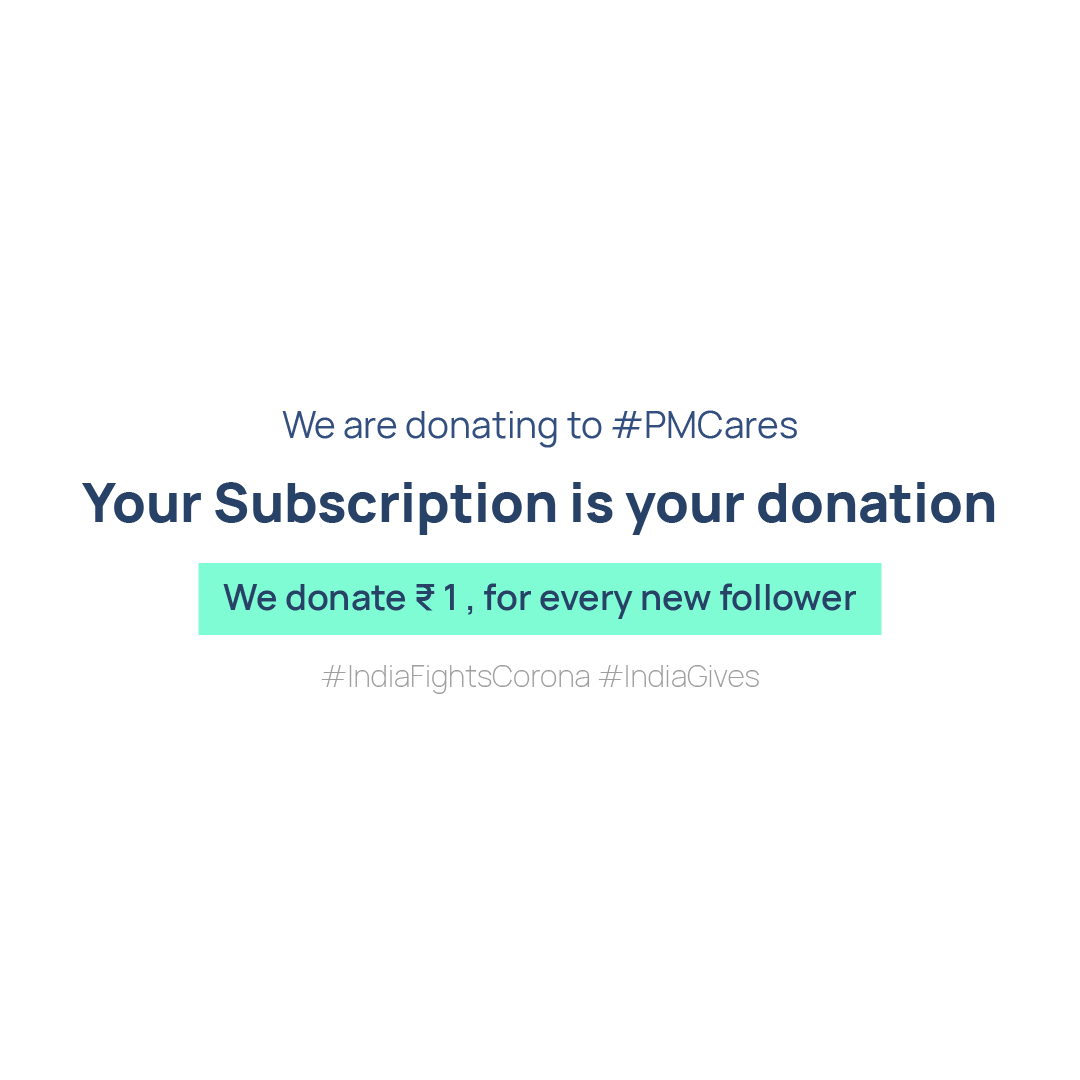 We are donating to #PMCares
Your Subscription is your donation
We donate ₹ 1 , for every new follower
#IndiaFightsCorona #IndiaGives